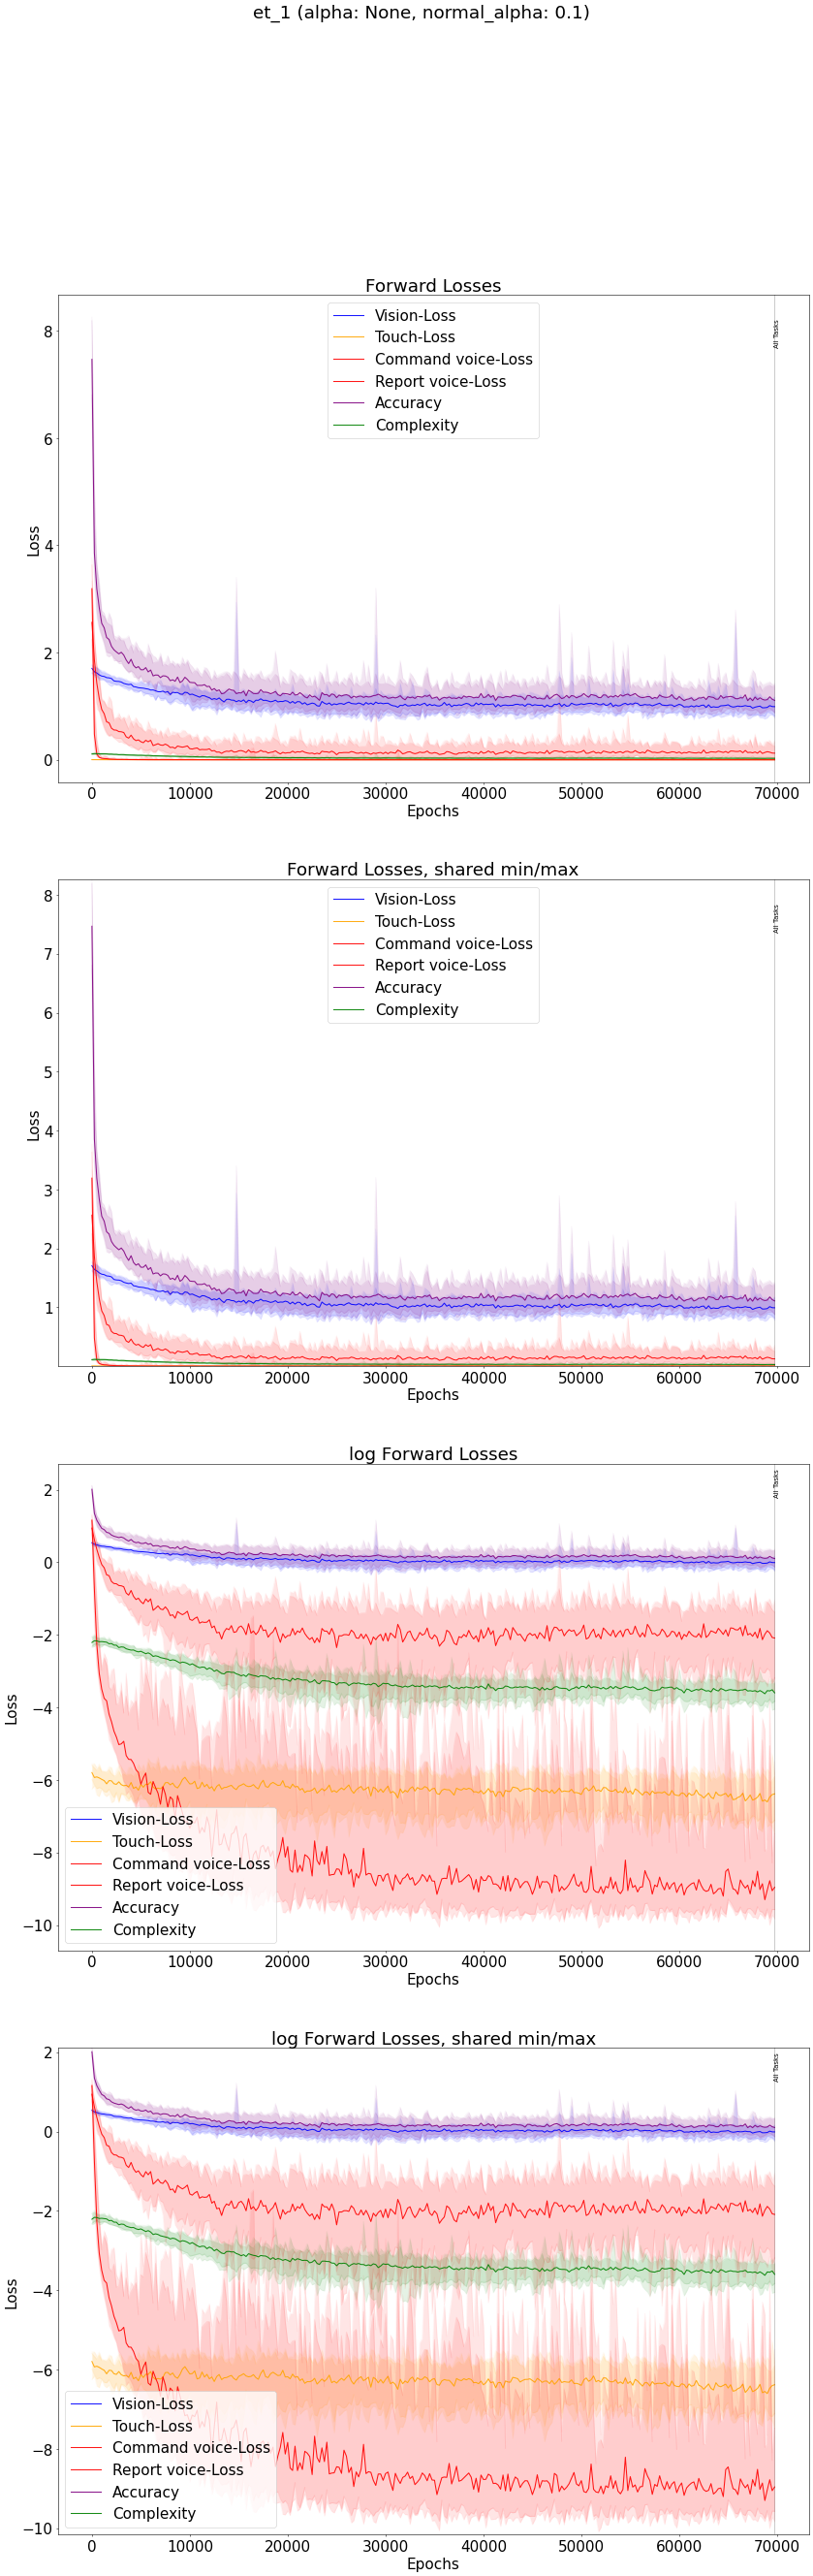 et_1 (alpha: None, normal_alpha: 0.1)
Forward Losses
Vision-Loss
Touch-Loss
Command voice-Loss
Report voice-Loss
Accuracy
Complexity
All Tasks
8
6
4
2
0
Loss
0 10000 20000 30000 40000 50000 60000 70000
Epochs
Forward Losses, shared min/max
Vision-Loss
Touch-Loss
Command voice-Loss
Report voice-Loss
Accuracy
Complexity
All Tasks
8
7
6
5
4
3
2
1
Loss
0 10000 20000 30000 40000 50000 60000 70000
Epochs
log Forward Losses
All Tasks
2
0
−2
−4
−6
−8
−10
Loss
Vision-Loss
Touch-Loss
Command voice-Loss
Report voice-Loss
Accuracy
Complexity
0 10000 20000 30000 40000 50000 60000 70000
Epochs
log Forward Losses, shared min/max
All Tasks
2
0
−2
−4
−6
−8
−10
Loss
Vision-Loss
Touch-Loss
Command voice-Loss
Report voice-Loss
Accuracy
Complexity
0 10000 20000 30000 40000 50000 60000 70000
Epochs